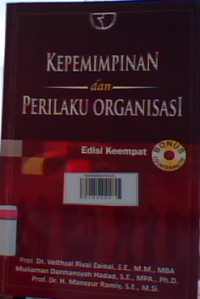 KEPEMIMPINAN
dan
PERILAKU ORGANISASI
Edisi Keempat
BONUS
Prof. Dr. Veithzal Rivai Zainal, S.E., M.M., MBA
Muliaman Darmansyah Hadad, S.E., MPA., Ph.D.
Prof. Dr. H. Mansyur Ramly, S.E., M.Si.